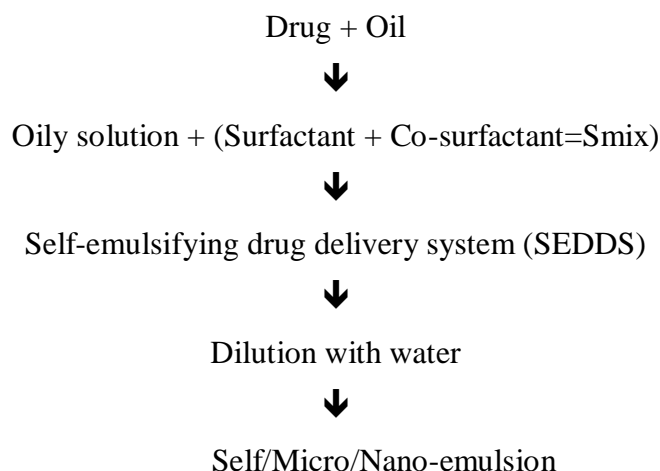 Drug + Oil
Oily solution + (Surfactant + Co-surfactant=Smix)
Self-emulsifying drug delivery system (SEDDS)
Dilution with water
Self/Micro/Nano-emulsion